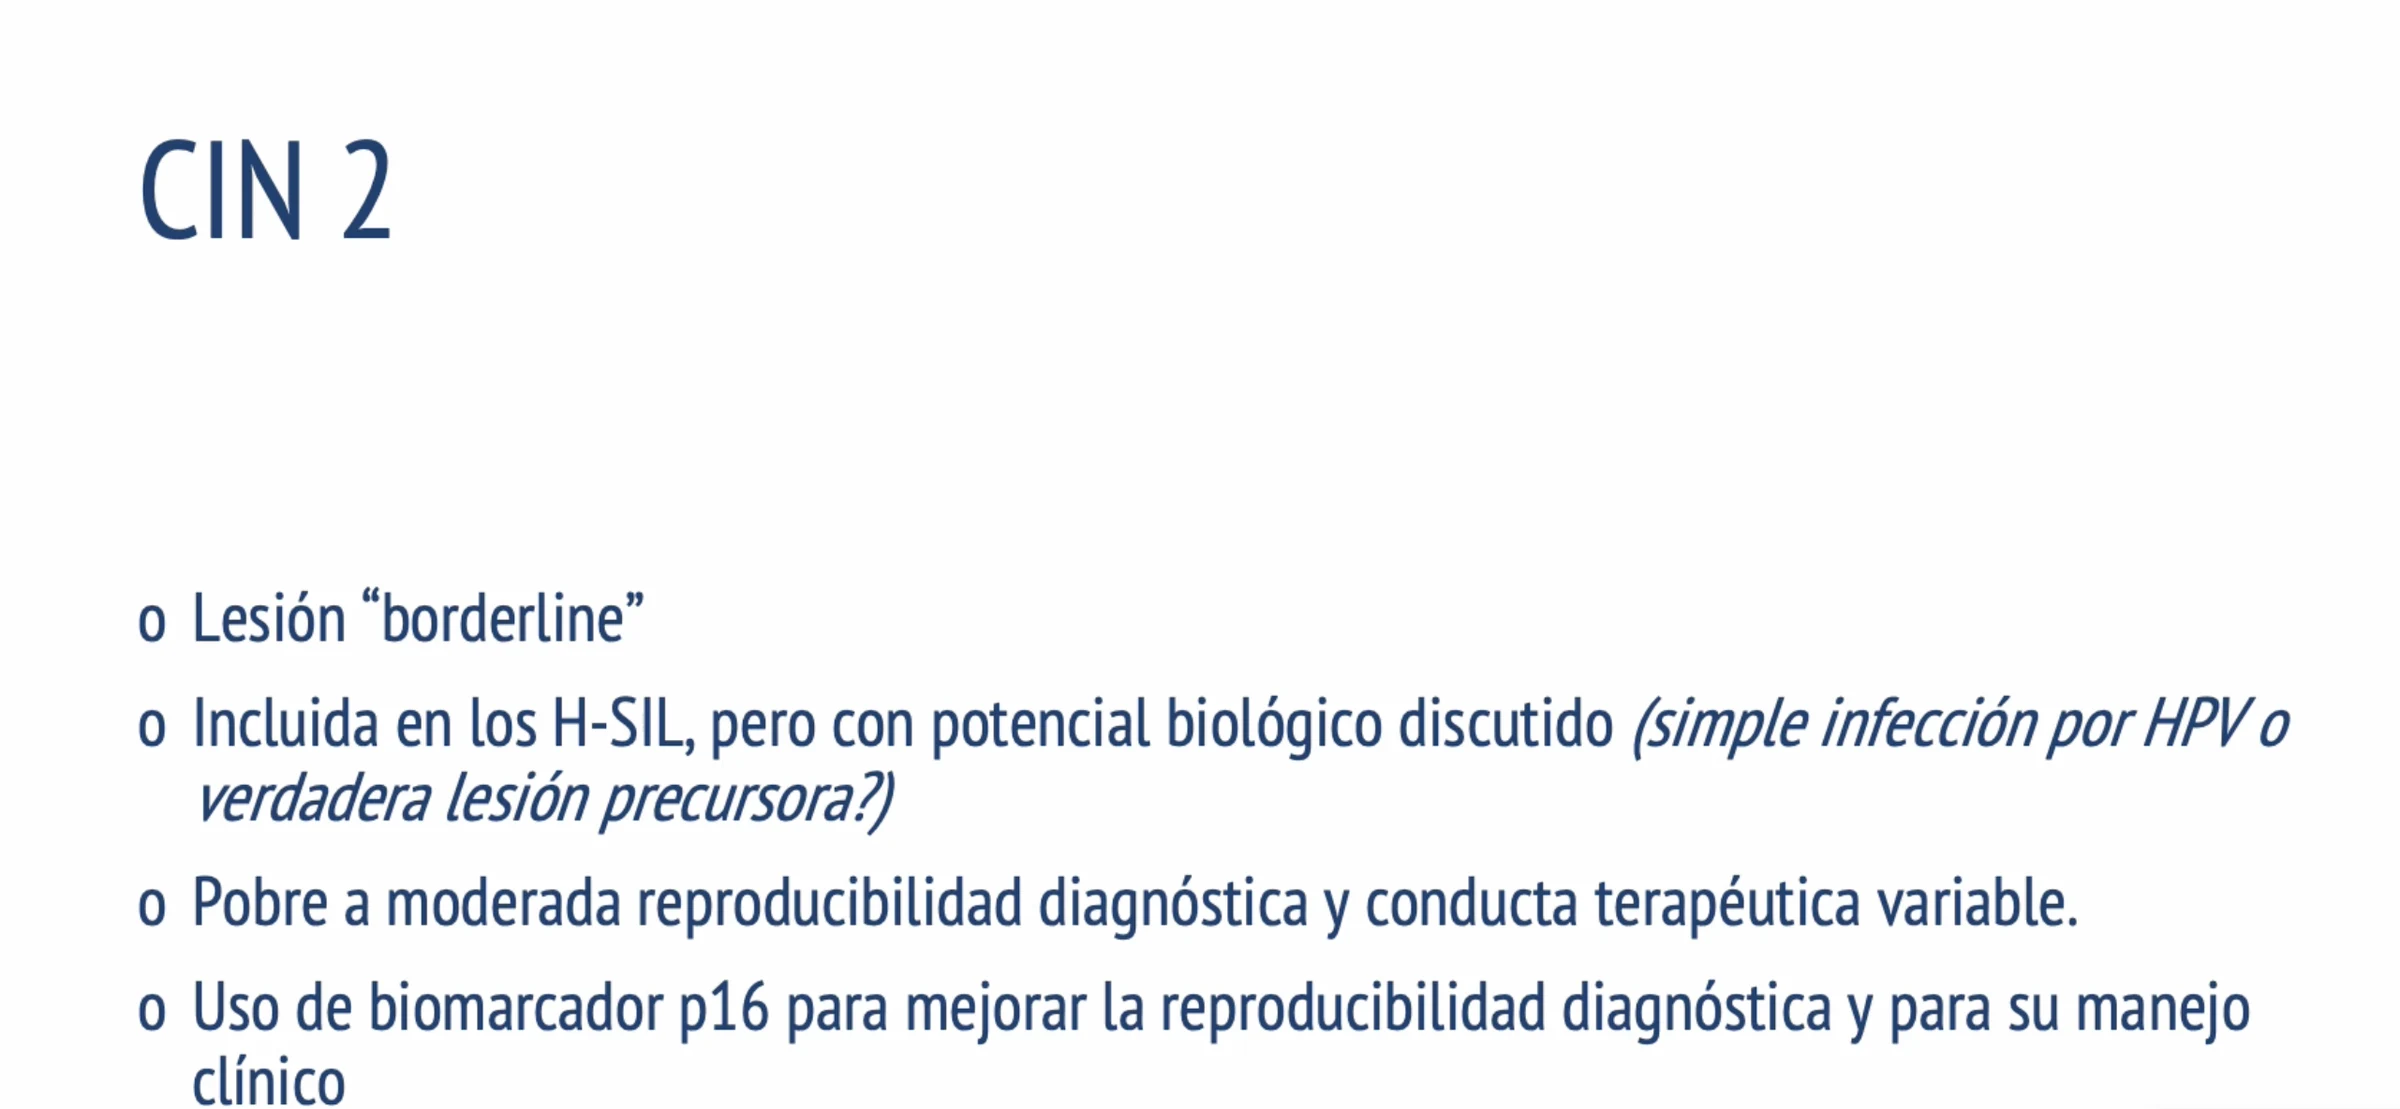 CIN 2
o Lesión “borderline”
o Incluida en los H-SIL, pero con potencial biológico discutido (simple infección por HPV o
verdadera lesión precursora?)
o Pobre a moderada reproducibilidad diagnóstica y conducta terapéutica variable.
o Uso de biomarcador p16 para mejorar la reproducibilidad diagnóstica y para su manejo
clínico